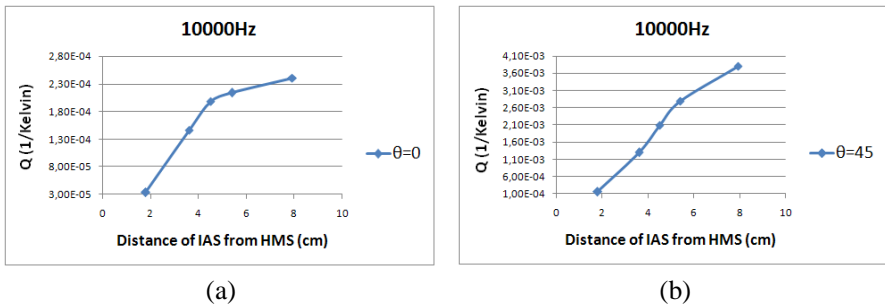 10000Hz
Q (1/Kelvin)
2,80E-04
2,30E-04
1,80E-04
1,30E-04
8,00E-05
3,00E-05
0 2 4 6 8 10
Distance of IAS from HMS (cm)
θ=0
(a)
10000Hz
Q (1/Kelvin)
4,10E-03
3,60E-03
3,10E-03
2,60E-03
2,10E-03
1,60E-03
1,10E-03
6,00E-04
1,00E-04
0 2 4 6 8 10
Distance of IAS from HMS (cm)
θ=45
(b)